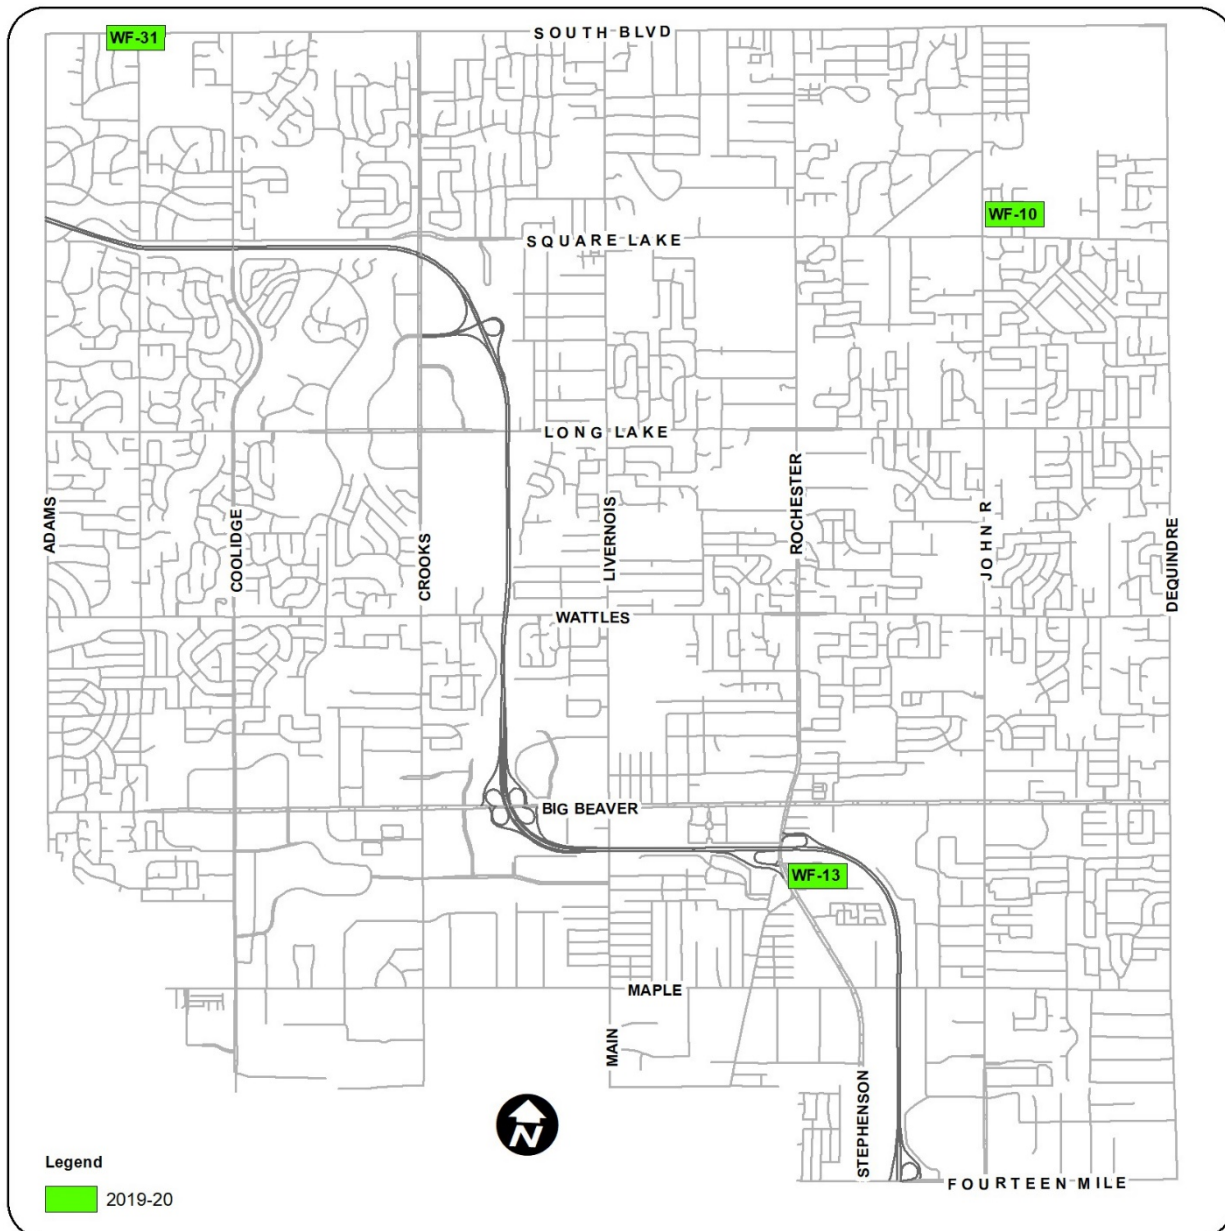 WF-31
SOUTH BLVD
WF-10
SQUARE LAKE
LONG LAKE
ADAMS
COOLIDGE
CROOKS
LIVERNOIS
ROCHESTER
JOHN R
DEQUINDRE
WATTLES
BIG BEAVER
WF-13
MAPLE
MAIN
STEPHENSON
N
FOURTEEN MILE
Legend
2019-20